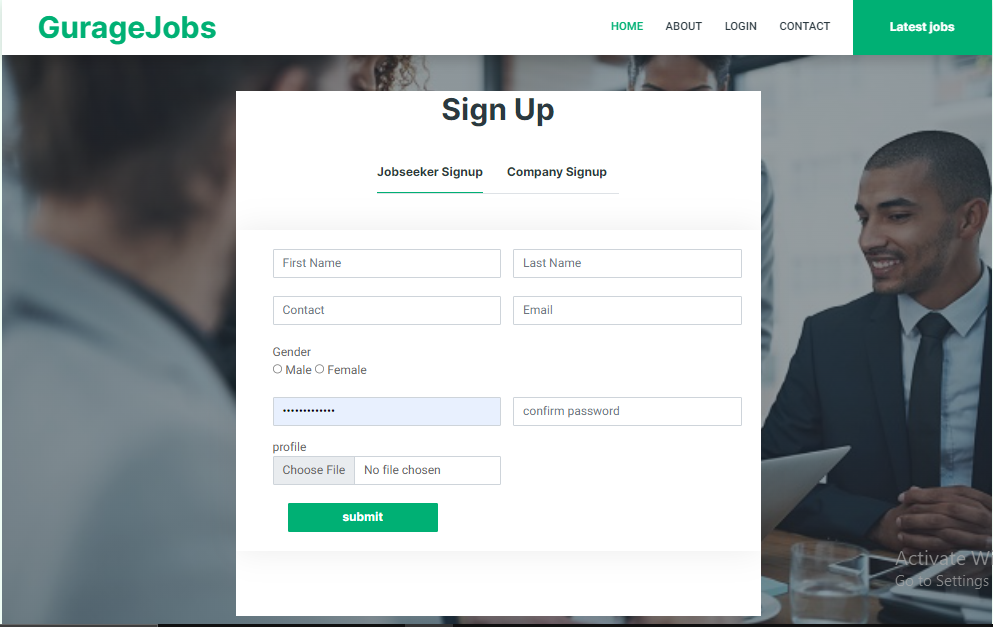 GurageJobs
HOME ABOUT LOGIN CONTACT Latest jobs
Sign Up
Jobseeker Signup Company Signup
First Name Last Name
Contact Email
Gender
Male Female
•••••••••••••
confirm password
profile
Choose File No file chosen
submit
Activate
Go to Settings